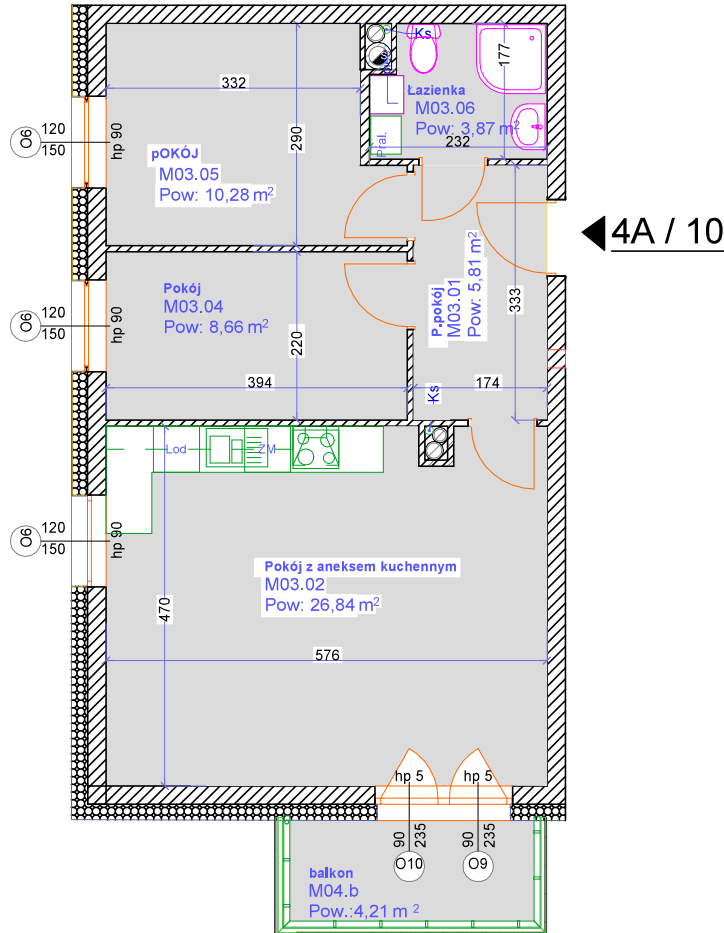 Ks
177
332
Łazienka
M03.06
Pow: 3,87 m²
Pral.
232
O6
120
150
hp 90
290
pOKÓJ
M03.05
Pow: 10,28 m²
4A / 10
P.pokój
M03.01
Pow: 5,81 m²
333
Pokój
M03.04
Pow: 8,66 m²
O6
120
150
hp 90
220
394
174
Ks
Lod
ZM
O6
120
150
hp 90
Pokój z aneksem kuchennym
M03.02
Pow: 26,84 m²
470
576
hp 5
hp 5
90
235
90
235
O10
O9
balkon
M04.b
Pow.:4,21 m ²